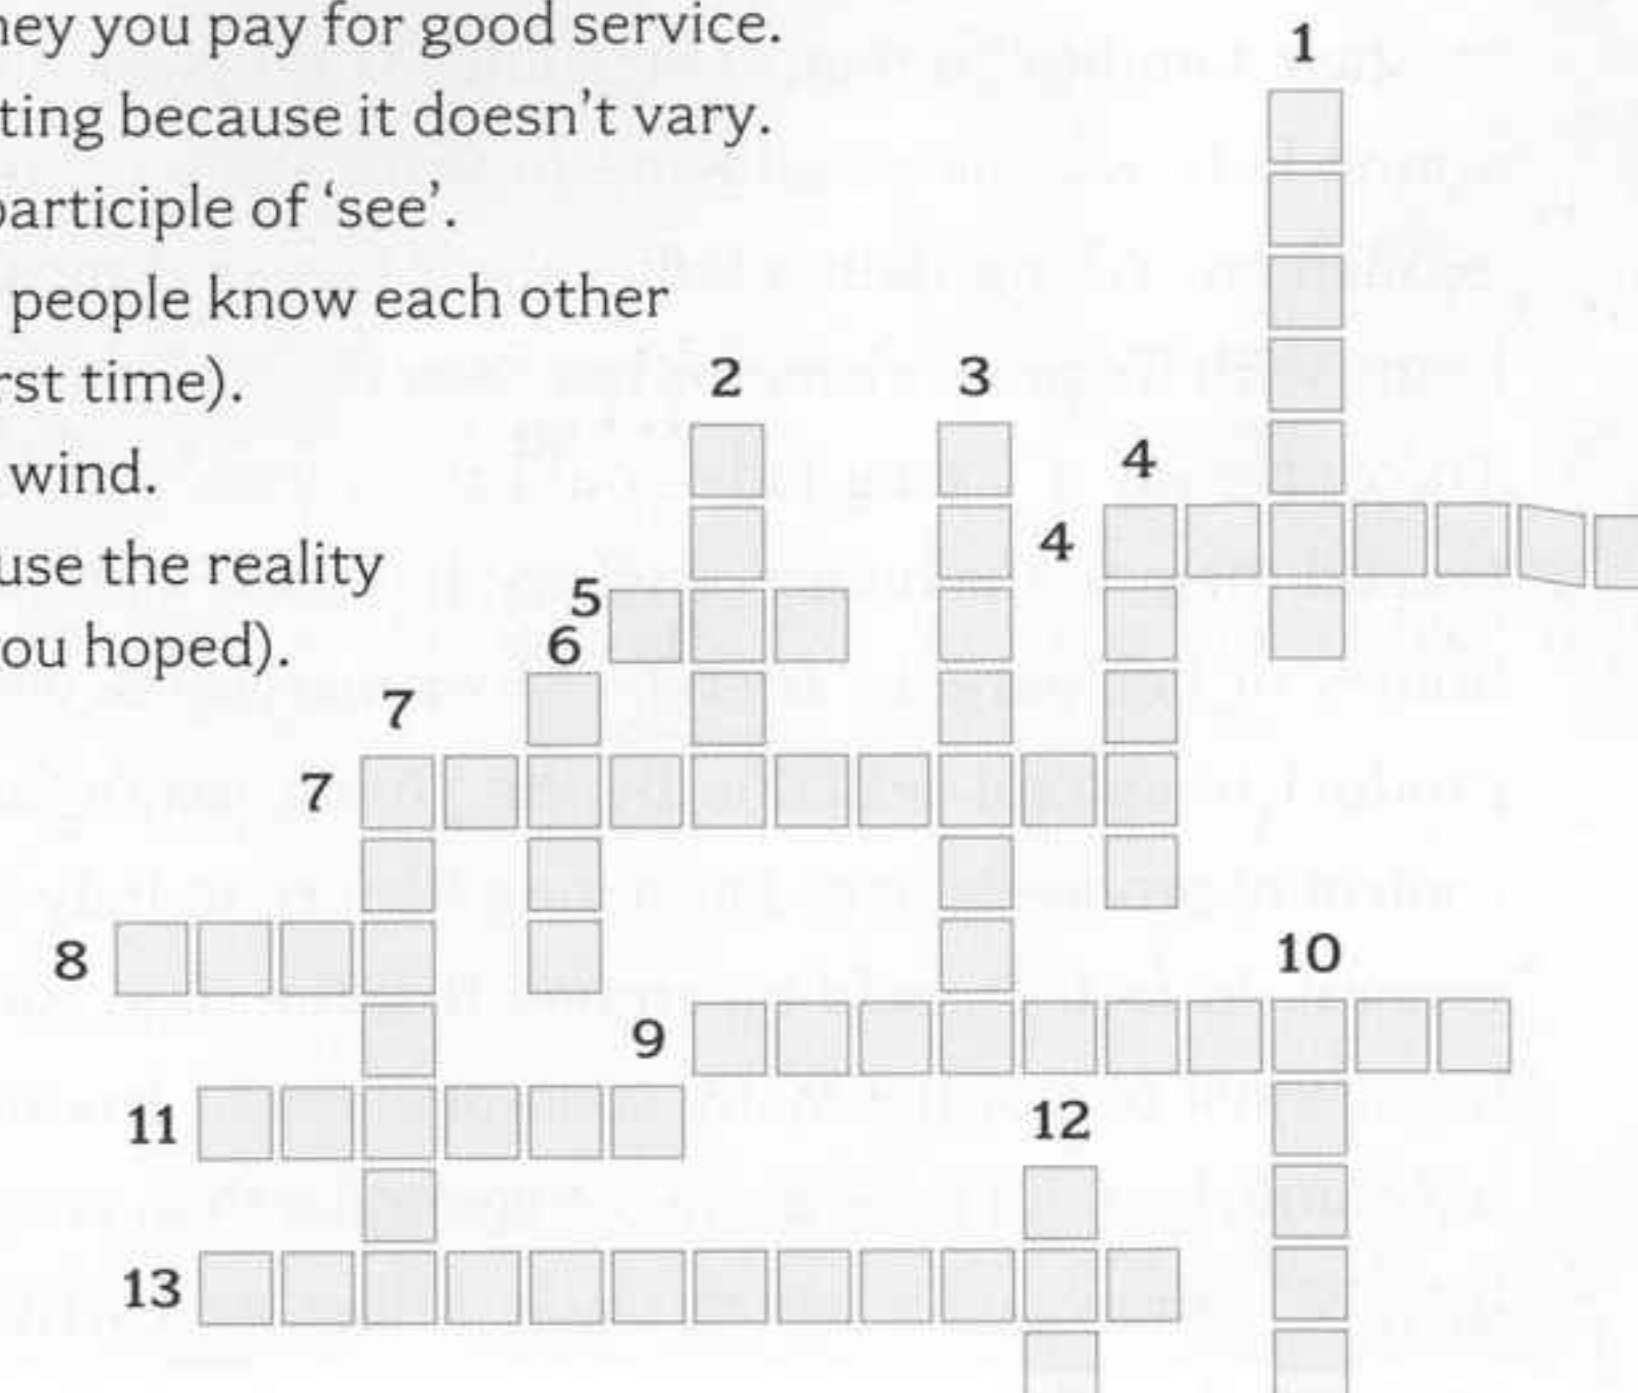 ney you pay for good service.
ting because it doesn't vary.
participle of 'see'.
people know each other
rst time).
wind.
use the reality
ou hoped).
1
2
3
4
4
5
6
7
7
8
9
10
11
12
13